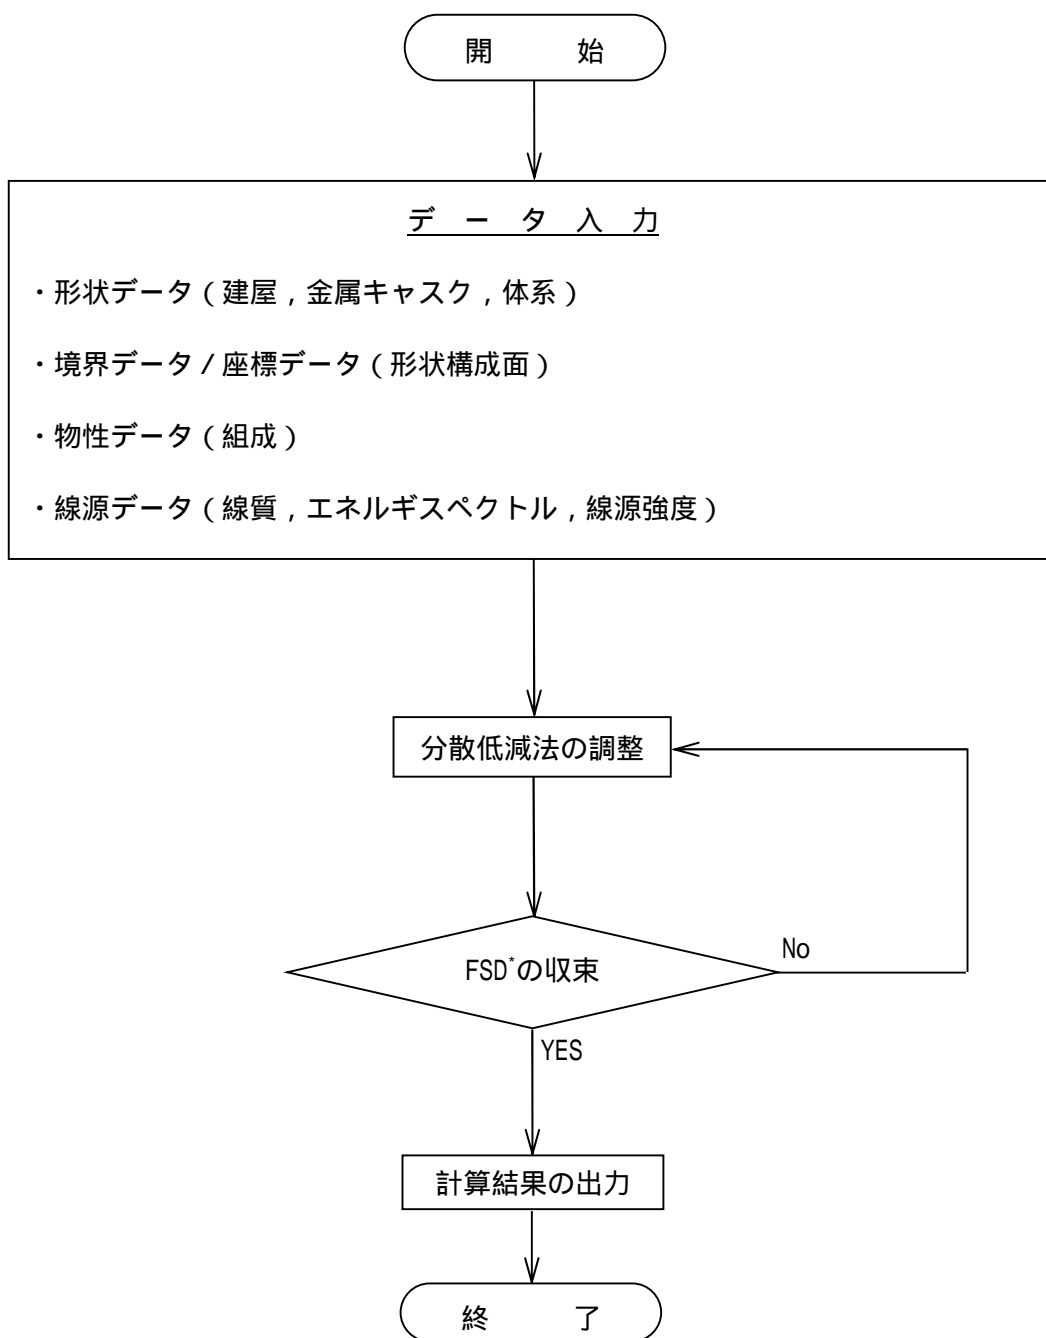 開 始
データ入力
・形状データ（建屋，金属キャスク，体系）
・境界データ／座標データ（形状構成面）
・物性データ（組成）
・線源データ（線質，エネルギスペクトル，線源強度）
分散低減法の調整
FSD*の収束
No
YES
計算結果の出力
終 了